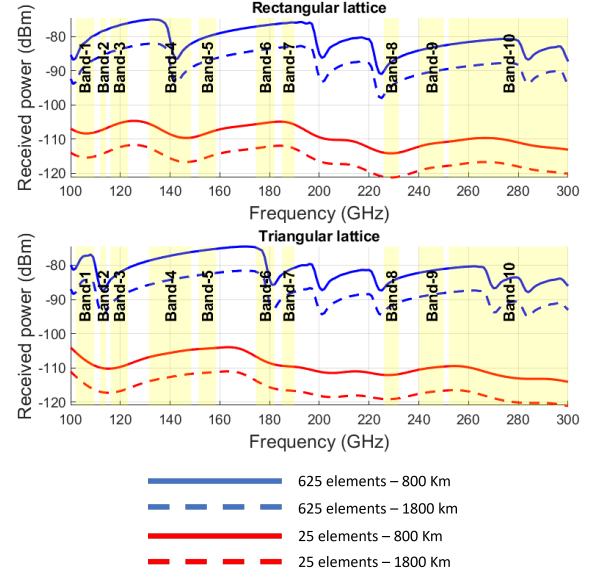 Rectangular lattice
Received power (dBm)
-80
-90
-100
-110
-120
Band-1
Band-2
Band-3
Band-4
Band-5
Band-6
Band-7
Band-8
Band-9
Band-10
100 120 140 160 180 200 220 240 260 280 300
Frequency (GHz)
Triangular lattice
Received power (dBm)
-80
-90
-100
-110
-120
Band-1
Band-2
Band-3
Band-4
Band-5
Band-6
Band-7
Band-8
Band-9
Band-10
100 120 140 160 180 200 220 240 260 280 300
Frequency (GHz)
625 elements – 800 Km
625 elements – 1800 km
25 elements – 800 Km
25 elements – 1800 Km